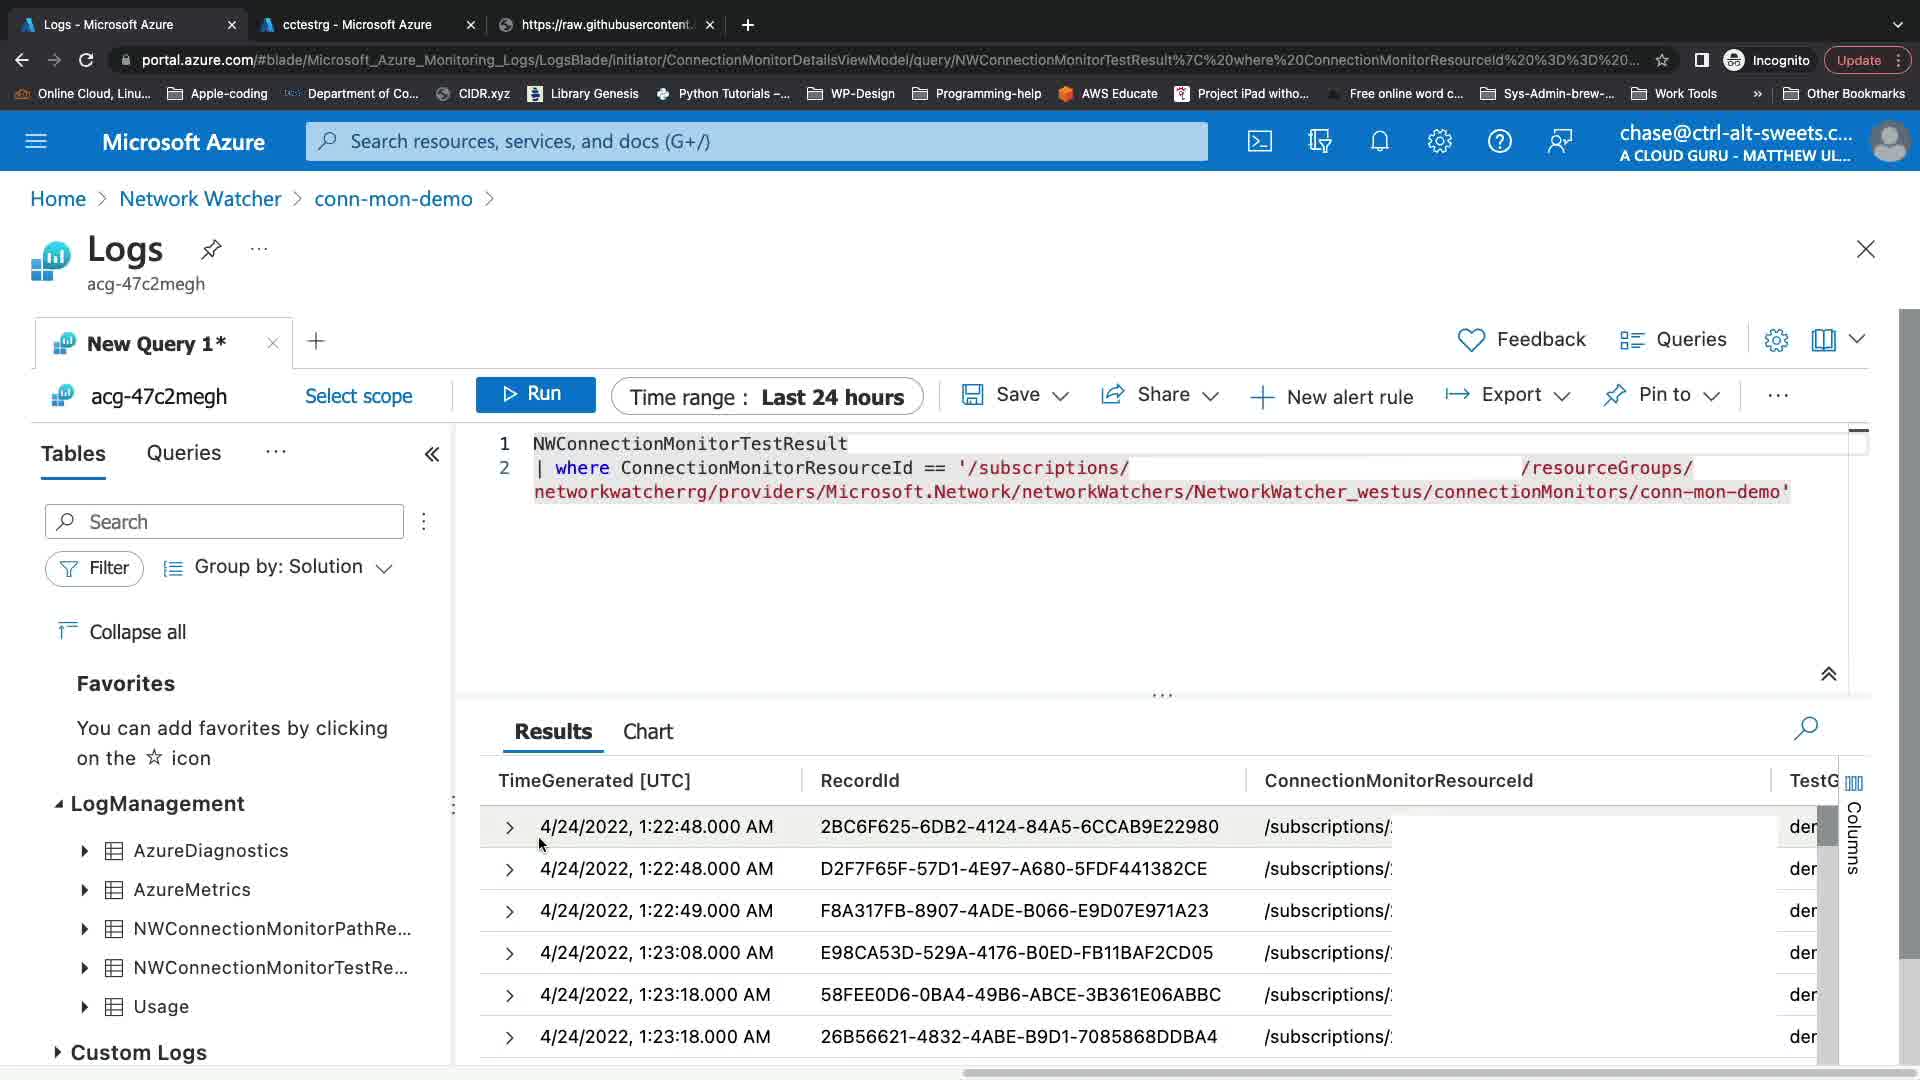 Logs - Microsoft Azure
cctestrg - Microsoft Azure
https://raw.githubusercontent.
portal.azure.com/#blade/Microsoft_Azure_Monitoring_Logs/LogsBlade/initiator/ConnectionMonitorDetailsViewModel/query/NWConnectionMonitorTestResult%7C%20where%20ConnectionMonitorResourceId%20%3D%3D%20...
Incognito
Update
Online Cloud, Linu...
Apple-coding
Department of Co...
CIDR.xyz
Library Genesis
Python Tutorials –...
WP-Design
Programming-help
AWS Educate
Project iPad witho...
Free online word c...
Sys-Admin-brew-...
Work Tools
»
Other Bookmarks
Microsoft Azure
Search resources, services, and docs (G+/)
chase@ctrl-alt-sweets.c...
A CLOUD GURU - MATTHEW UL...
Home > Network Watcher > conn-mon-demo >
Logs
...
acg-47c2megh
New Query 1*
Feedback
Queries
acg-47c2megh
Select scope
Run
Time range : Last 24 hours
Save
Share
New alert rule
Export
Pin to
...
Tables
Queries
...
«
1 NWConnectionMonitorTestResult
2 | where ConnectionMonitorResourceId == '/subscriptions/ /resourceGroups/
networkwatcherrg/providers/Microsoft.Network/networkWatchers/NetworkWatcher_westus/connectionMonitors/conn-mon-demo'
Search
Filter
Group by: Solution
Collapse all
Favorites
You can add favorites by clicking
on the ☆ icon
LogManagement
AzureDiagnostics
AzureMetrics
NWConnectionMonitorPathRe...
NWConnectionMonitorTestRe...
Usage
Custom Logs
...
Results
Chart
TimeGenerated [UTC] RecordId ConnectionMonitorResourceId TestG
4/24/2022, 1:22:48.000 AM 2BC6F625-6DB2-4124-84A5-6CCAB9E22980 /subscriptions/ der
4/24/2022, 1:22:48.000 AM D2F7F65F-57D1-4E97-A680-5FDF441382CE /subscriptions/ der
4/24/2022, 1:22:49.000 AM F8A317FB-8907-4ADE-B066-E9D07E971A23 /subscriptions/ der
4/24/2022, 1:23:08.000 AM E98CA53D-529A-4176-B0ED-FB11BAF2CD05 /subscriptions/ der
4/24/2022, 1:23:18.000 AM 58FEE0D6-0BA4-49B6-ABCE-3B361E06ABBC /subscriptions/ der
4/24/2022, 1:23:18.000 AM 26B56621-4832-4ABE-B9D1-7085868DDBA4 /subscriptions/ der
Columns